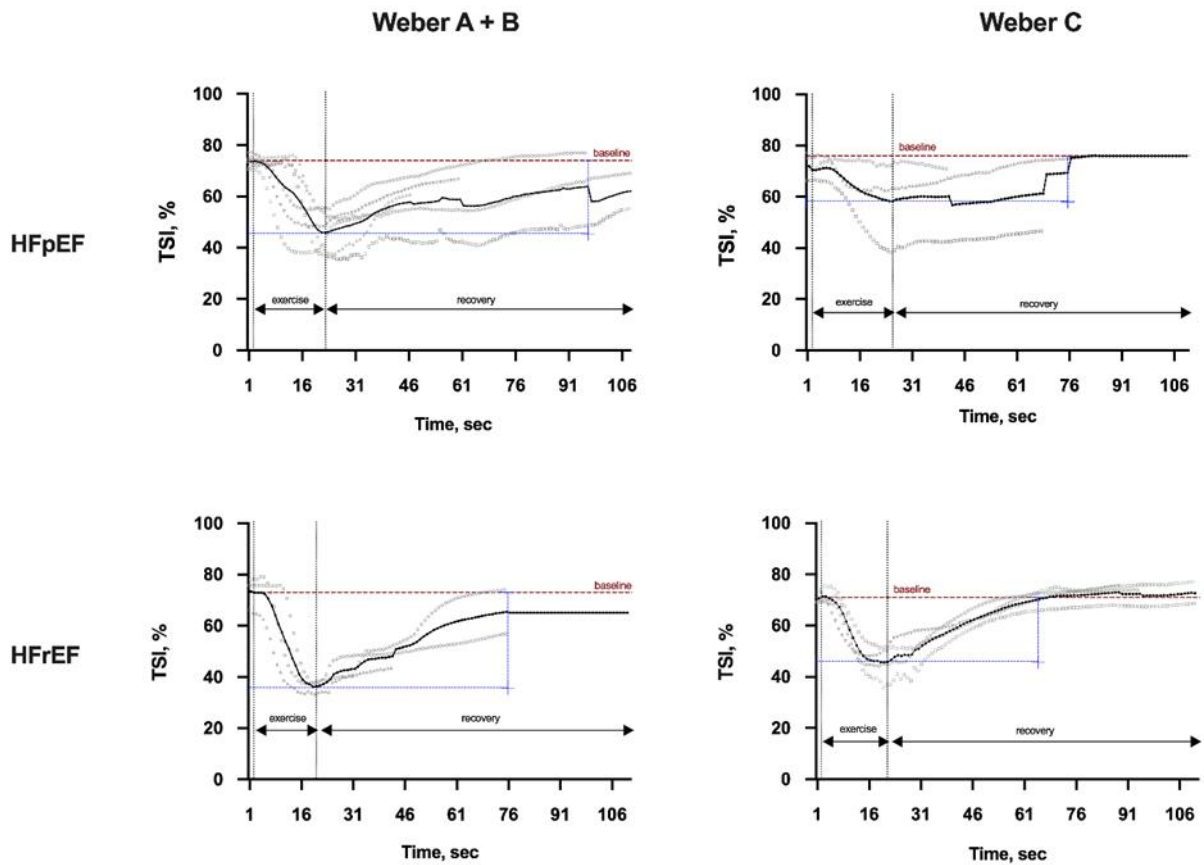 Weber A + B
Weber C
HFpEF
TSI, %
100
80
60
40
20
0
baseline
exercise
recovery
1 16 31 46 61 76 91 106
Time, sec
TSI, %
100
80
60
40
20
0
baseline
exercise
recovery
1 16 31 46 61 76 91 106
Time, sec
HFrEF
TSI, %
100
80
60
40
20
0
baseline
exercise
recovery
1 16 31 46 61 76 91 106
Time, sec
TSI, %
100
80
60
40
20
0
baseline
exercise
recovery
1 16 31 46 61 76 91 106
Time, sec